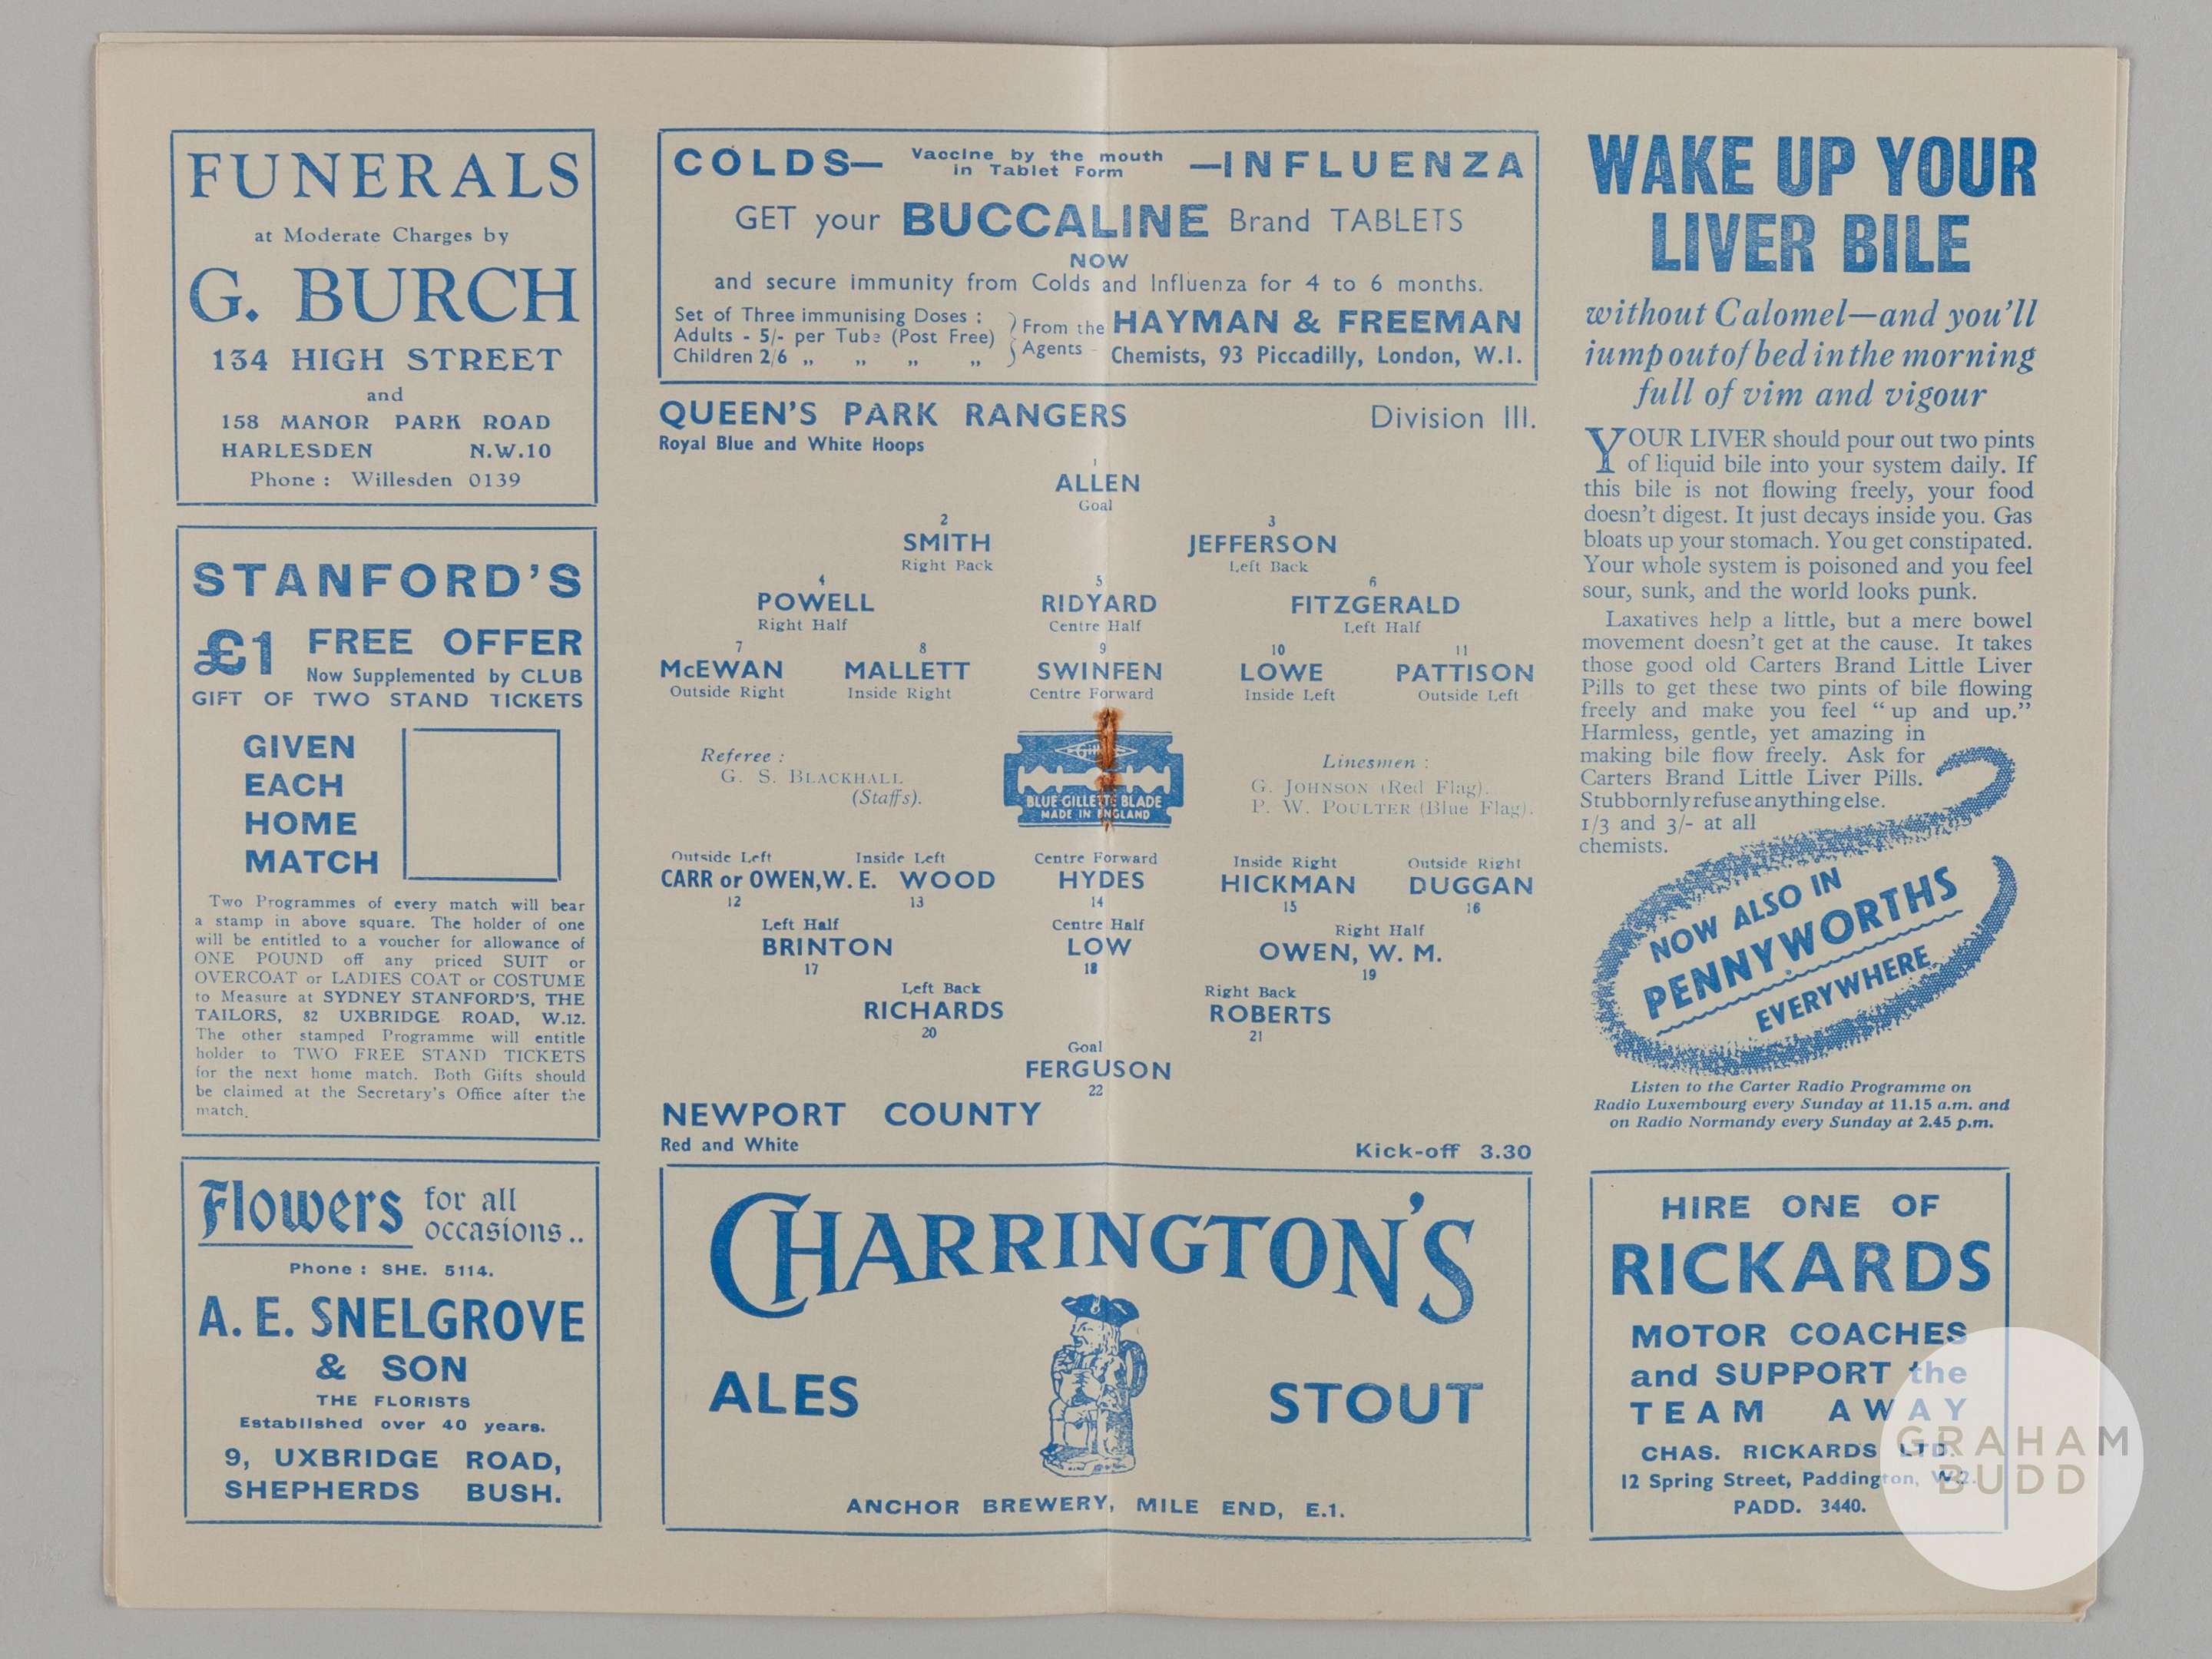 FUNERALS
at Moderate Charges by
G. BURCH
134 HIGH STREET
and
158 MANOR PARK ROAD
HARLESDEN N.W.10
Phone : Willesden 0139
STANFORD'S
£1 FREE OFFER
Now Supplemented by CLUB
GIFT OF TWO STAND TICKETS
GIVEN
EACH
HOME
MATCH
Two Programmes of every match will bear
a stamp in above square. The holder of one
will be entitled to a voucher for allowance of
ONE POUND off any priced SUIT or
OVERCOAT or LADIES COAT or COSTUME
to Measure at SYDNEY STANFORD'S, THE
TAILORS, 82 UXBRIDGE ROAD, W.12.
The other stamped Programme will entitle
holder to TWO FREE STAND TICKETS
for the next home match. Both Gifts should
be claimed at the Secretary's Office after the
match.
Flowers for all
occasions..
Phone : SHE. 5114.
A. E. SNELGROVE
& SON
THE FLORISTS
Established over 40 years.
9, UXBRIDGE ROAD,
SHEPHERDS BUSH.
COLDS— Vaccine by the mouth —INFLUENZA
in Tablet Form
GET your BUCCALINE Brand TABLETS
NOW
and secure immunity from Colds and Influenza for 4 to 6 months.
Set of Three immunising Doses :
Adults - 5/- per Tube (Post Free)
Children 2/6 ,, ,, ,, ,,
From the
Agents -
HAYMAN & FREEMAN
Chemists, 93 Piccadilly, London, W.1.
QUEEN'S PARK RANGERS Division III.
Royal Blue and White Hoops
1
ALLEN
Goal
2 3
SMITH JEFFERSON
Right Pack Left Back
4 5 6
POWELL RIDYARD FITZGERALD
Right Half Centre Half Left Half
7 8 9 10 11
McEWAN MALLETT SWINFEN LOWE PATTISON
Outside Right Inside Right Centre Forward Inside Left Outside Left
Referee :
G. S. BLACKHALL
(Staffs).
BLUE GILLETTE BLADE
MADE IN ENGLAND
Linesmen :
G. JOHNSON (Red Flag).
P. W. POULTER (Blue Flag).
Outside Left Inside Left Centre Forward Inside Right Outside Right
CARR or OWEN, W. E. WOOD HYDES HICKMAN DUGGAN
12 13 14 15 16
Left Half Centre Half Right Half
BRINTON LOW OWEN, W. M.
17 18 19
Left Back Right Back
RICHARDS ROBERTS
20 21
Goal
FERGUSON
22
NEWPORT COUNTY
Red and White Kick-off 3.30
CHARRINGTON'S
ALES STOUT
ANCHOR BREWERY, MILE END, E.1.
WAKE UP YOUR
LIVER BILE
without Calomel—and you'll
iump out of bed in the morning
full of vim and vigour
YOUR LIVER should pour out two pints
of liquid bile into your system daily. If
this bile is not flowing freely, your food
doesn't digest. It just decays inside you. Gas
bloats up your stomach. You get constipated.
Your whole system is poisoned and you feel
sour, sunk, and the world looks punk.
Laxatives help a little, but a mere bowel
movement doesn't get at the cause. It takes
those good old Carters Brand Little Liver
Pills to get these two pints of bile flowing
freely and make you feel “up and up.”
Harmless, gentle, yet amazing in
making bile flow freely. Ask for
Carters Brand Little Liver Pills.
Stubbornly refuse anything else.
1/3 and 3/- at all
chemists.
NOW ALSO IN
PENNYWORTHS
EVERYWHERE
Listen to the Carter Radio Programme on
Radio Luxembourg every Sunday at 11.15 a.m. and
on Radio Normandy every Sunday at 2.45 p.m.
HIRE ONE OF
RICKARDS
MOTOR COACHES
and SUPPORT the
TEAM AWAY
CHAS. RICKARDS LTD.
12 Spring Street, Paddington, W.2.
PADD. 3440.
GRAHAM
BUDD